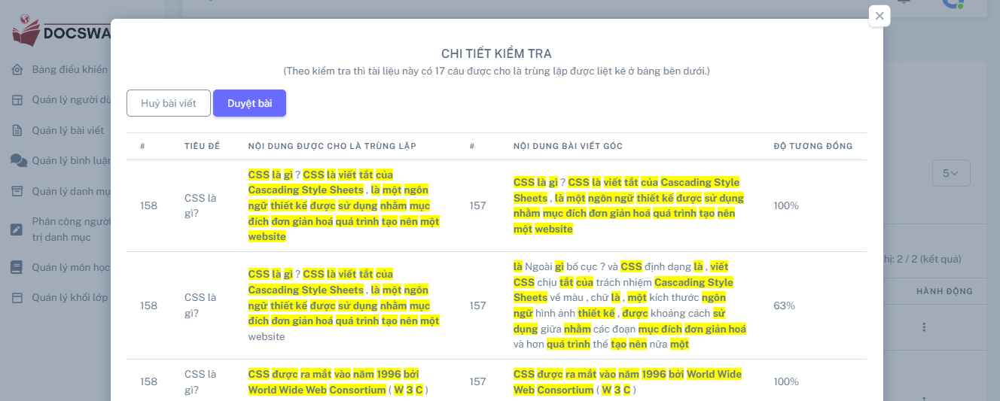 CHI TIẾT KIỂM TRA
(Theo kiểm tra thì tài liệu này có 17 câu được cho là trùng lặp được liệt kê ở bảng bên dưới.)
DOCSWA
Bảng điều khiển
Quản lý người dù
Quản lý bài viết
Quản lý bình luận
Quản lý danh mụ
Phân công người
trị danh mục
Quản lý môn học
Quản lý khối lớp
Huỷ bài viết
Duyệt bài
# TIÊU ĐỀ NỘI DUNG ĐƯỢC CHO LÀ TRÙNG LẶP # NỘI DUNG BÀI VIẾT GỐC ĐỘ TƯƠNG ĐỒNG
158
CSS là
gì?
CSS là gì ? CSS là viết tắt của
Cascading Style Sheets , là một ngôn
ngữ thiết kế được sử dụng nhằm mục
đích đơn giản hoá quá trình tạo nên một
website
157
CSS là gì ? CSS là viết tắt của Cascading Style
Sheets , là một ngôn ngữ thiết kế được sử dụng
nhằm mục đích đơn giản hoá quá trình tạo nên
một website
100%
158
CSS là
gì?
CSS là gì ? CSS là viết tắt của
Cascading Style Sheets , là một ngôn
ngữ thiết kế được sử dụng nhằm mục
đích đơn giản hoá quá trình tạo nên một
website
157
là Ngoài gì bố cục ? và CSS định dạng là , viết
CSS chịu tắt của trách nhiệm Cascading Style
Sheets về màu , chữ là , một kích thước ngôn
ngữ hình ảnh thiết kế , được khoảng cách sử
dụng giữa nhằm các đoạn mục đích đơn giản hoá
và hơn quá trình thế tạo nên nữa một
63%
158
CSS là
gì?
CSS được ra mắt vào năm 1996 bởi
World Wide Web Consortium ( W 3 C )
157
CSS được ra mắt vào năm 1996 bởi World Wide
Web Consortium ( W 3 C )
100%
5
hị: 2 / 2 (kết quả)
HÀNH ĐỘNG